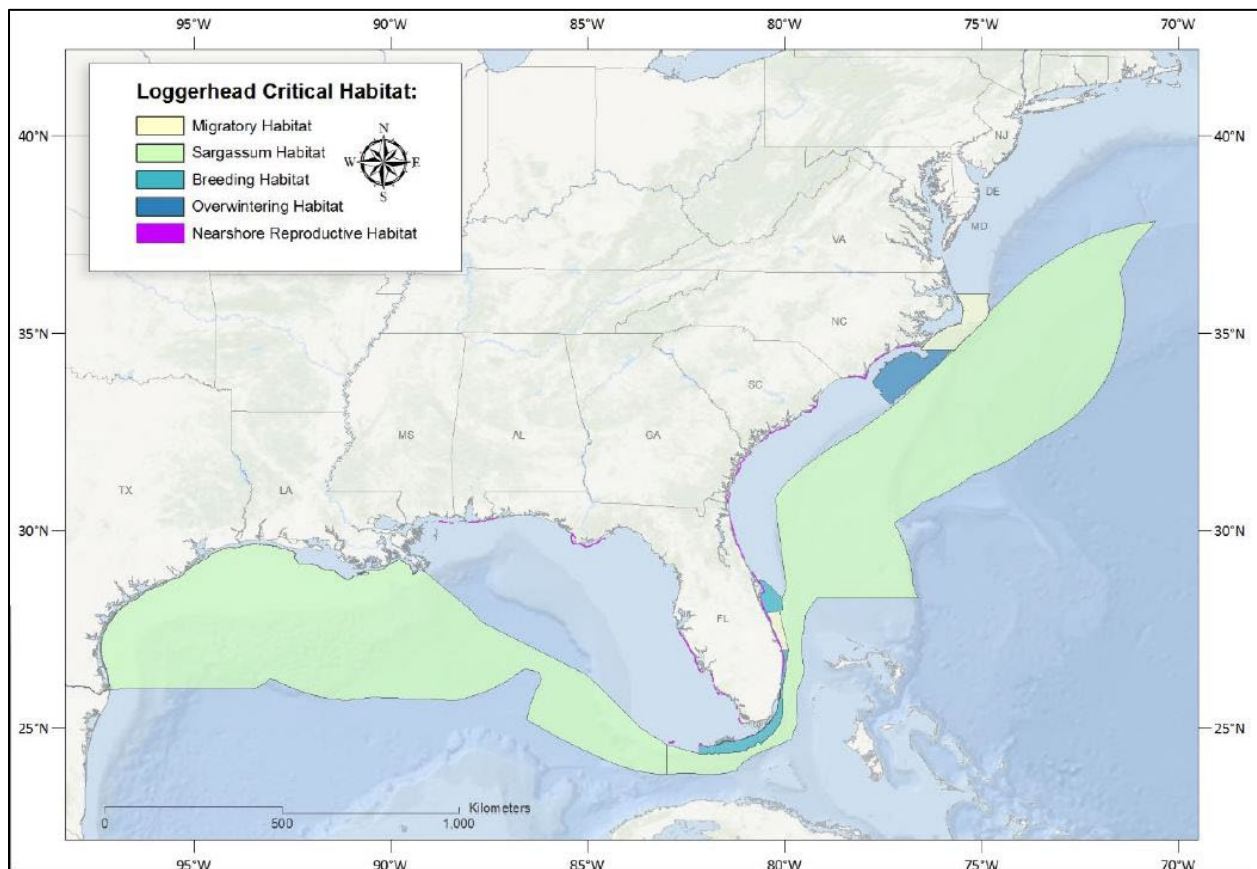 95°W 90°W 85°W 80°W 75°W 70°W
Loggerhead Critical Habitat:
Migratory Habitat
Sargassum Habitat
Breeding Habitat
Overwintering Habitat
Nearshore Reproductive Habitat
N
W E
S
40°N 40°N
NJ
DE
MD
VA
35°N NC 35°N
SC
MS AL GA
TX LA
30°N 30°N
FL
25°N 25°N
Kilometers
0 500 1,000
95°W 90°W 85°W 80°W 75°W 70°W